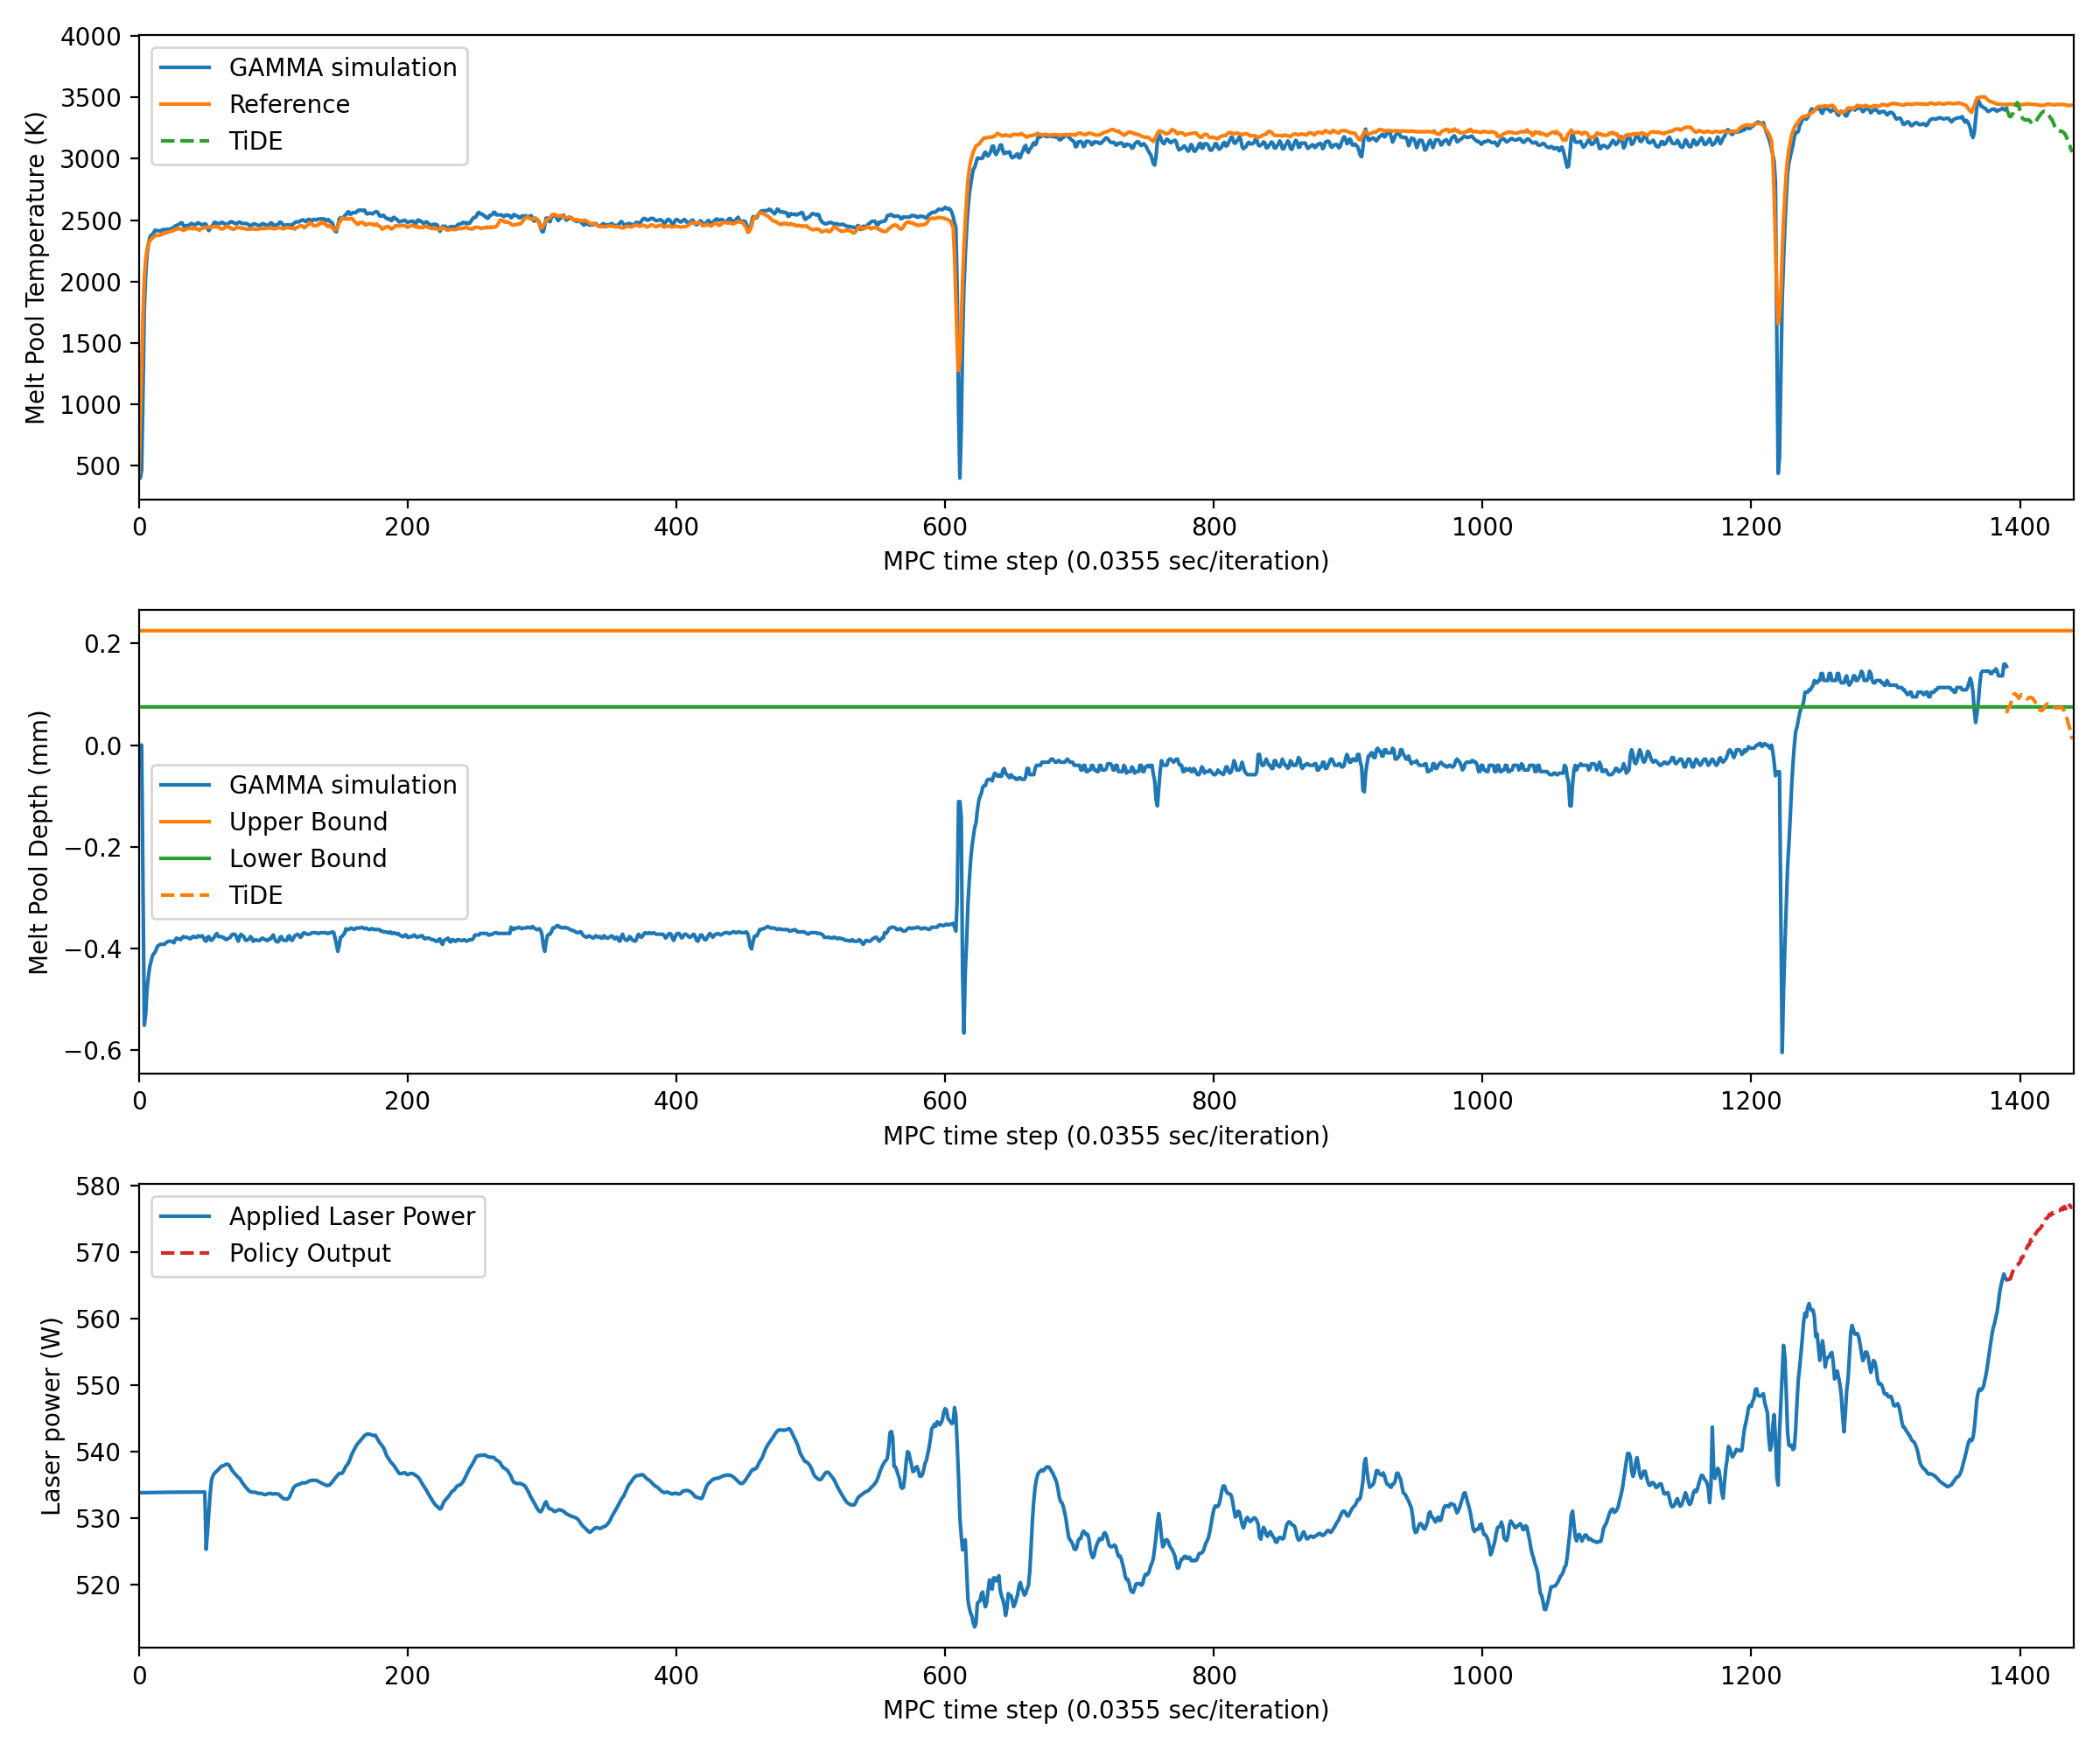 4000
3500
3000
2500
2000
1500
1000
500
Melt Pool Temperature (K)
GAMMA simulation
Reference
TiDE
0 200 400 600 800 1000 1200 1400
MPC time step (0.0355 sec/iteration)
0.2
0.0
−0.2
−0.4
−0.6
Melt Pool Depth (mm)
GAMMA simulation
Upper Bound
Lower Bound
TiDE
0 200 400 600 800 1000 1200 1400
MPC time step (0.0355 sec/iteration)
580
570
560
550
540
530
520
Laser power (W)
Applied Laser Power
Policy Output
0 200 400 600 800 1000 1200 1400
MPC time step (0.0355 sec/iteration)